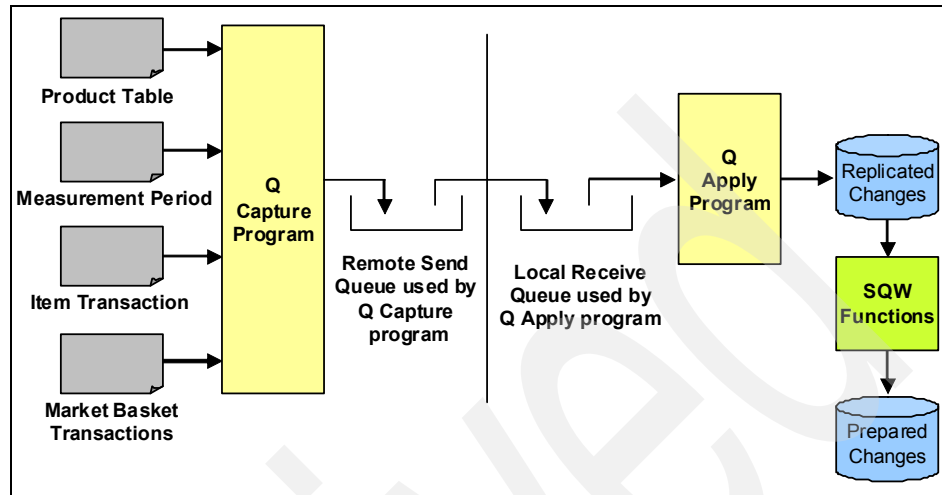 Product Table
Measurement Period
Item Transaction
Market Basket
Transactions
Q
Capture
Program
Remote Send
Queue used by
Q Capture
program
Local Receive
Queue used by
Q Apply program
Q
Apply
Program
Replicated
Changes
SQW
Functions
Prepared
Changes